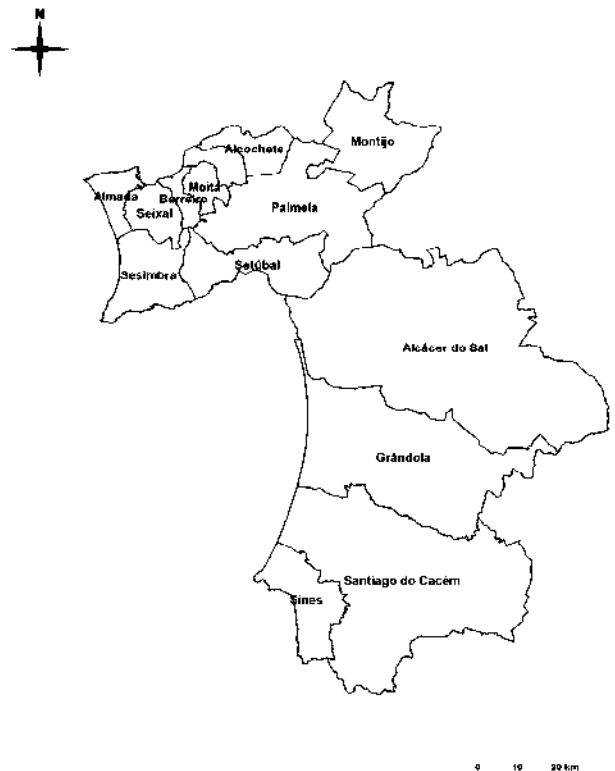 N
Montijo
Alcochete
Moita
Almada
Barreiro
Seixal
Palmela
Setúbal
Sesimbra
Alcácer do Sal
Grândola
Santiago do Cacém
Sines
0 10 20 km